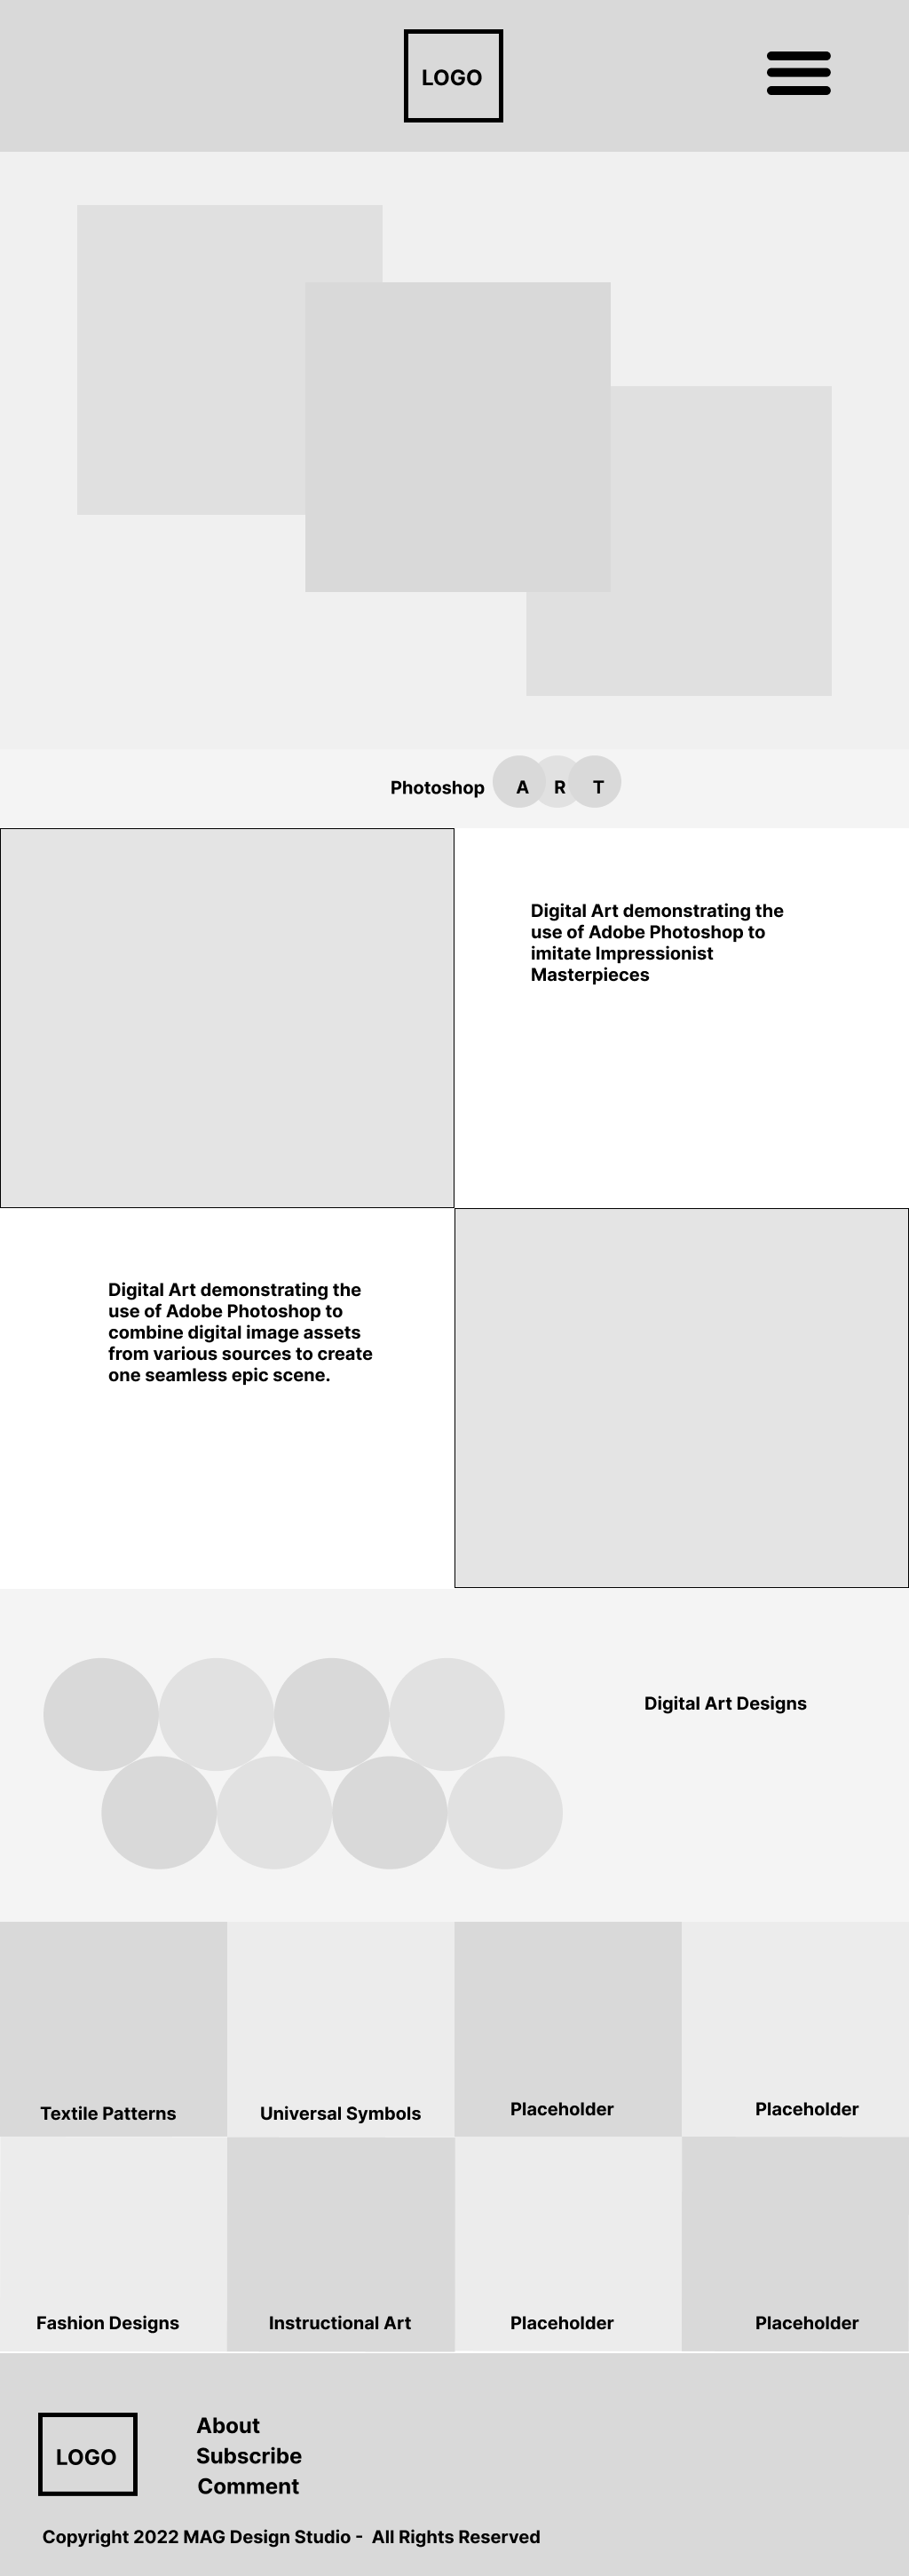 LOGO
Photoshop A R T
Digital Art demonstrating the
use of Adobe Photoshop to
imitate Impressionist
Masterpieces
Digital Art demonstrating the
use of Adobe Photoshop to
combine digital image assets
from various sources to create
one seamless epic scene.
Digital Art Designs
Textile Patterns
Universal Symbols
Placeholder
Placeholder
Fashion Designs
Instructional Art
Placeholder
Placeholder
LOGO
About
Subscribe
Comment
Copyright 2022 MAG Design Studio - All Rights Reserved